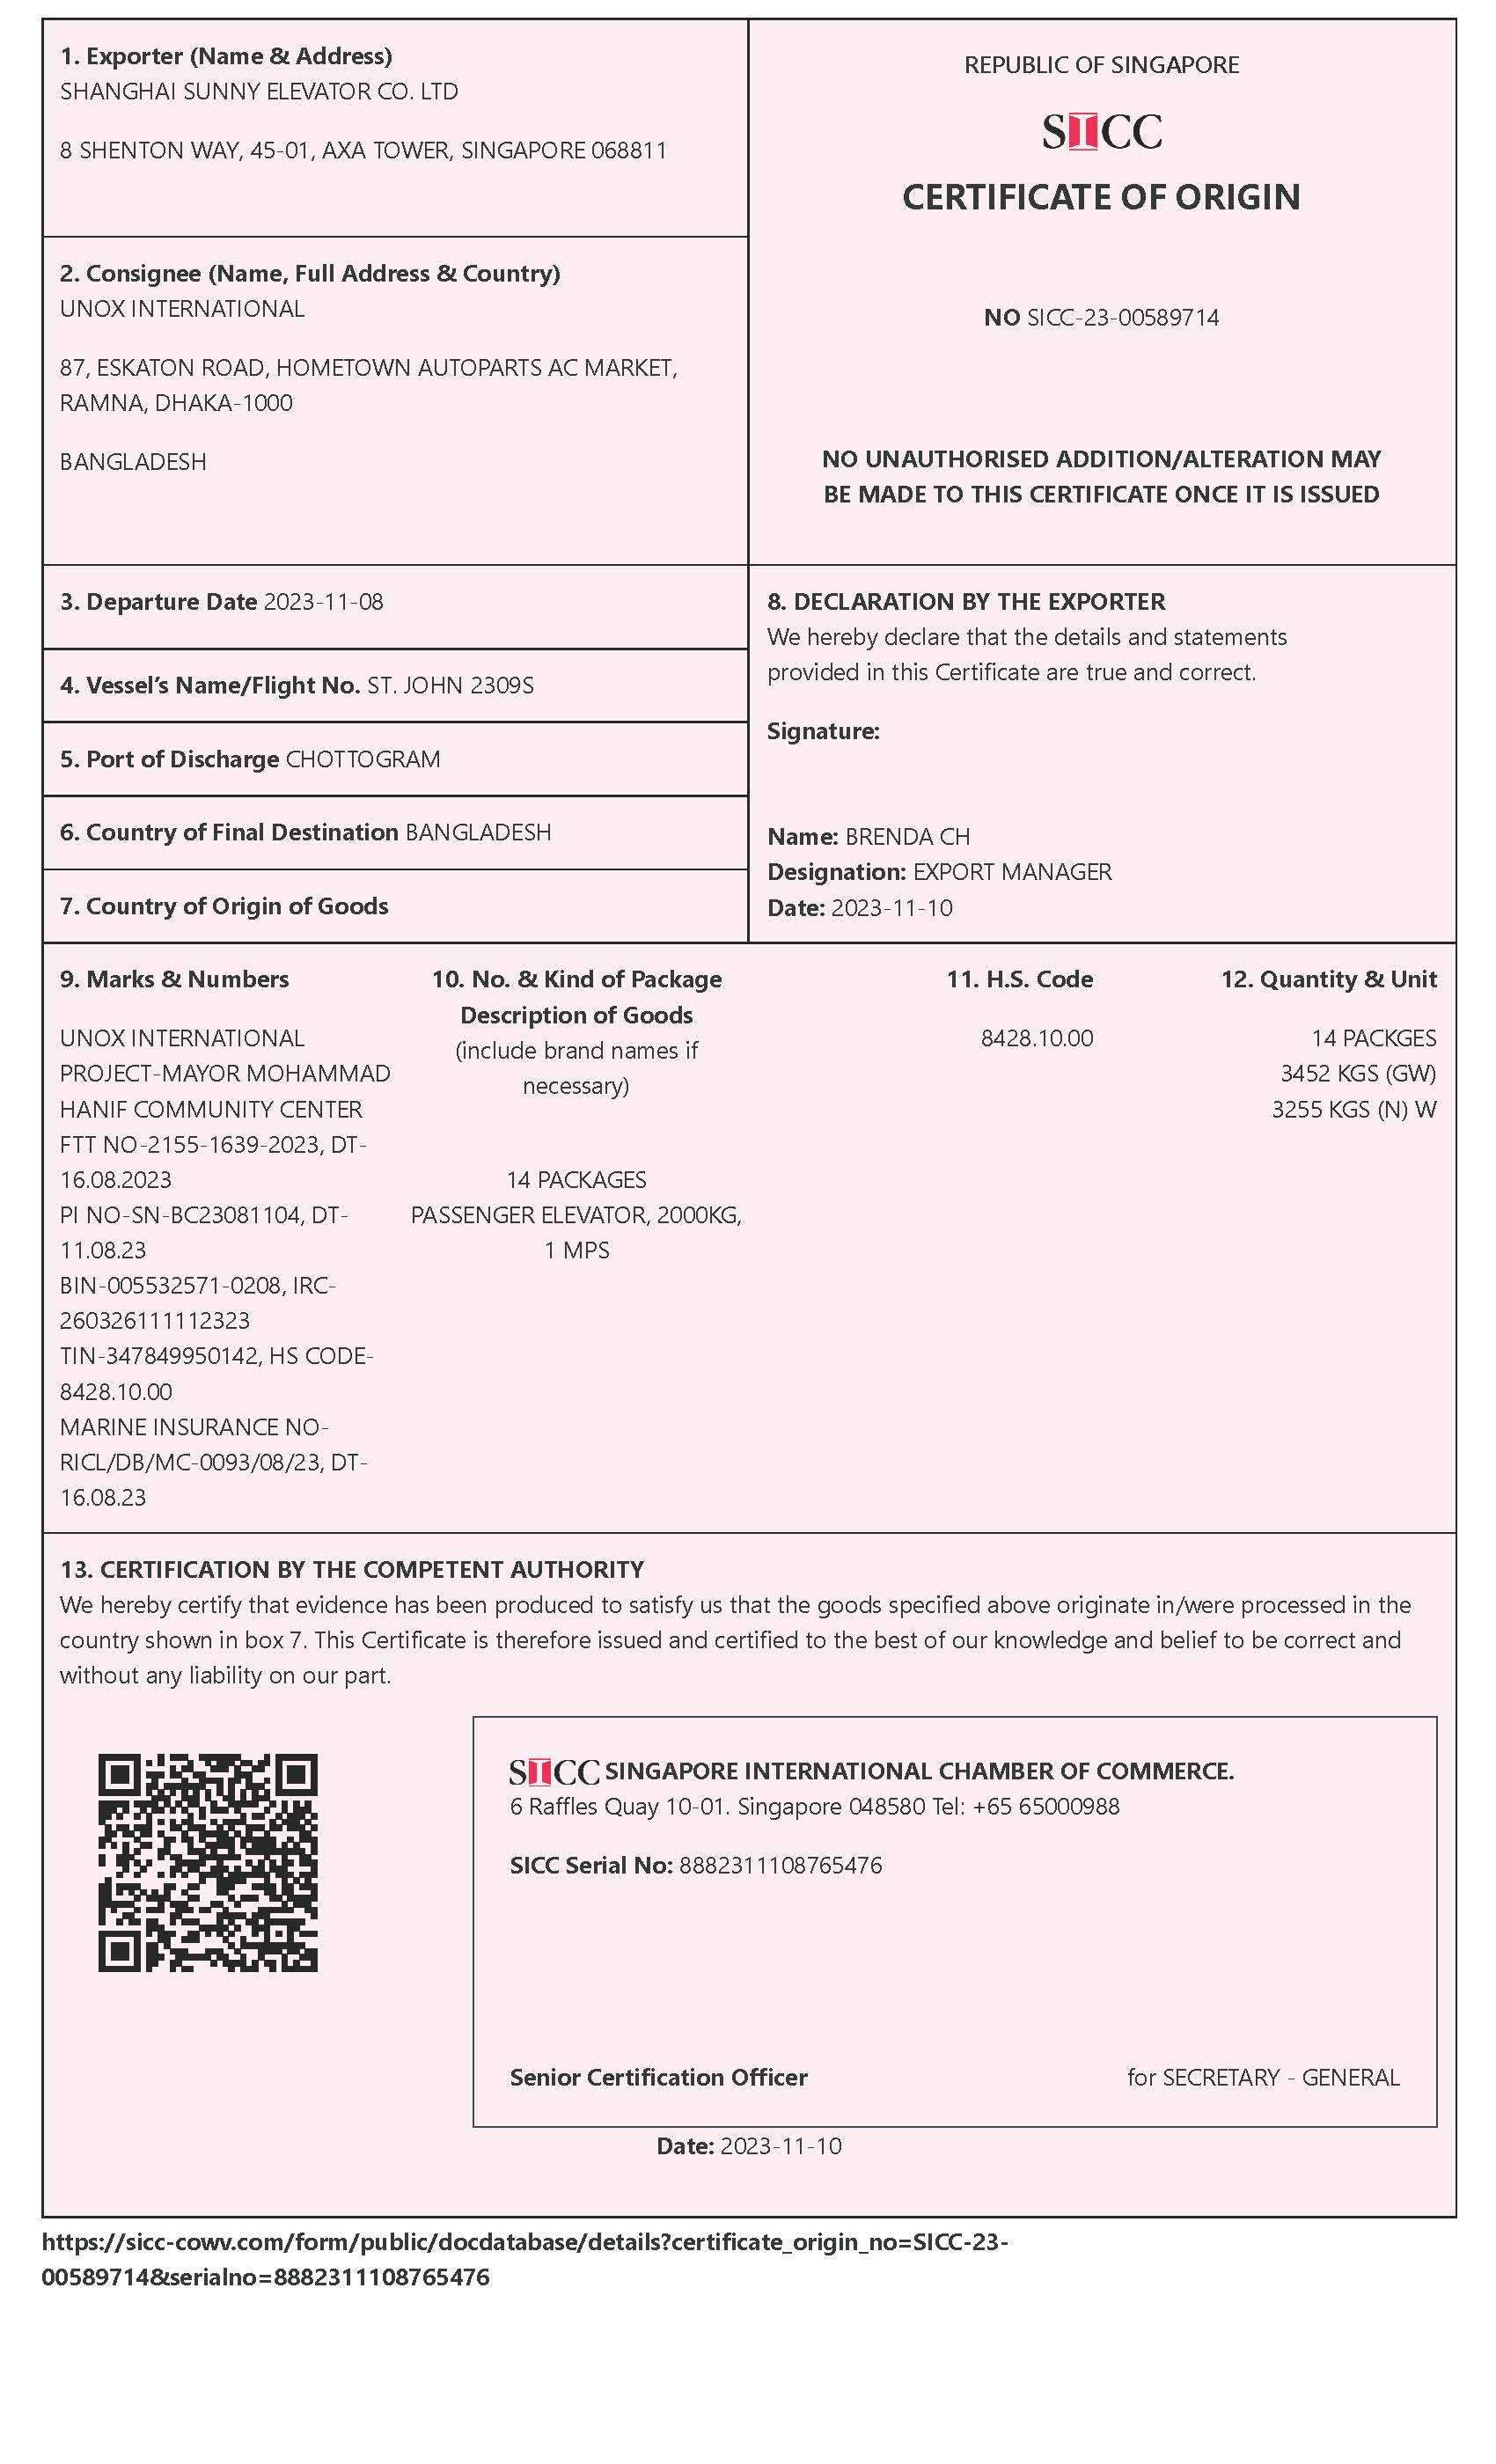 1. Exporter (Name & Address)
SHANGHAI SUNNY ELEVATOR CO. LTD
8 SHENTON WAY, 45-01, AXA TOWER, SINGAPORE 068811
REPUBLIC OF SINGAPORE
SICC
CERTIFICATE OF ORIGIN
NO SICC-23-00589714
NO UNAUTHORISED ADDITION/ALTERATION MAY
BE MADE TO THIS CERTIFICATE ONCE IT IS ISSUED
2. Consignee (Name, Full Address & Country)
UNOX INTERNATIONAL
87, ESKATON ROAD, HOMETOWN AUTOPARTS AC MARKET,
RAMNA, DHAKA-1000
BANGLADESH
3. Departure Date 2023-11-08
4. Vessel's Name/Flight No. ST. JOHN 2309S
5. Port of Discharge CHOTTOGRAM
6. Country of Final Destination BANGLADESH
7. Country of Origin of Goods
8. DECLARATION BY THE EXPORTER
We hereby declare that the details and statements
provided in this Certificate are true and correct.
Signature:
Name: BRENDA CH
Designation: EXPORT MANAGER
Date: 2023-11-10
9. Marks & Numbers
UNOX INTERNATIONAL
PROJECT-MAYOR MOHAMMAD
HANIF COMMUNITY CENTER
FTT NO-2155-1639-2023, DT-
16.08.2023
PI NO-SN-BC23081104, DT-
11.08.23
BIN-005532571-0208, IRC-
260326111112323
TIN-347849950142, HS CODE-
8428.10.00
MARINE INSURANCE NO-
RICL/DB/MC-0093/08/23, DT-
16.08.23
10. No. & Kind of Package
Description of Goods
(include brand names if
necessary)
14 PACKAGES
PASSENGER ELEVATOR, 2000KG,
1 MPS
11. H.S. Code
8428.10.00
12. Quantity & Unit
14 PACKGES
3452 KGS (GW)
3255 KGS (N) W
13. CERTIFICATION BY THE COMPETENT AUTHORITY
We hereby certify that evidence has been produced to satisfy us that the goods specified above originate in/were processed in the
country shown in box 7. This Certificate is therefore issued and certified to the best of our knowledge and belief to be correct and
without any liability on our part.
SICC SINGAPORE INTERNATIONAL CHAMBER OF COMMERCE.
6 Raffles Quay 10-01. Singapore 048580 Tel: +65 65000988
SICC Serial No: 8882311108765476
Senior Certification Officer
for SECRETARY - GENERAL
Date: 2023-11-10
https://sicc-cowv.com/form/public/docdatabase/details?certificate_origin_no=SICC-23-
00589714&serialno=8882311108765476